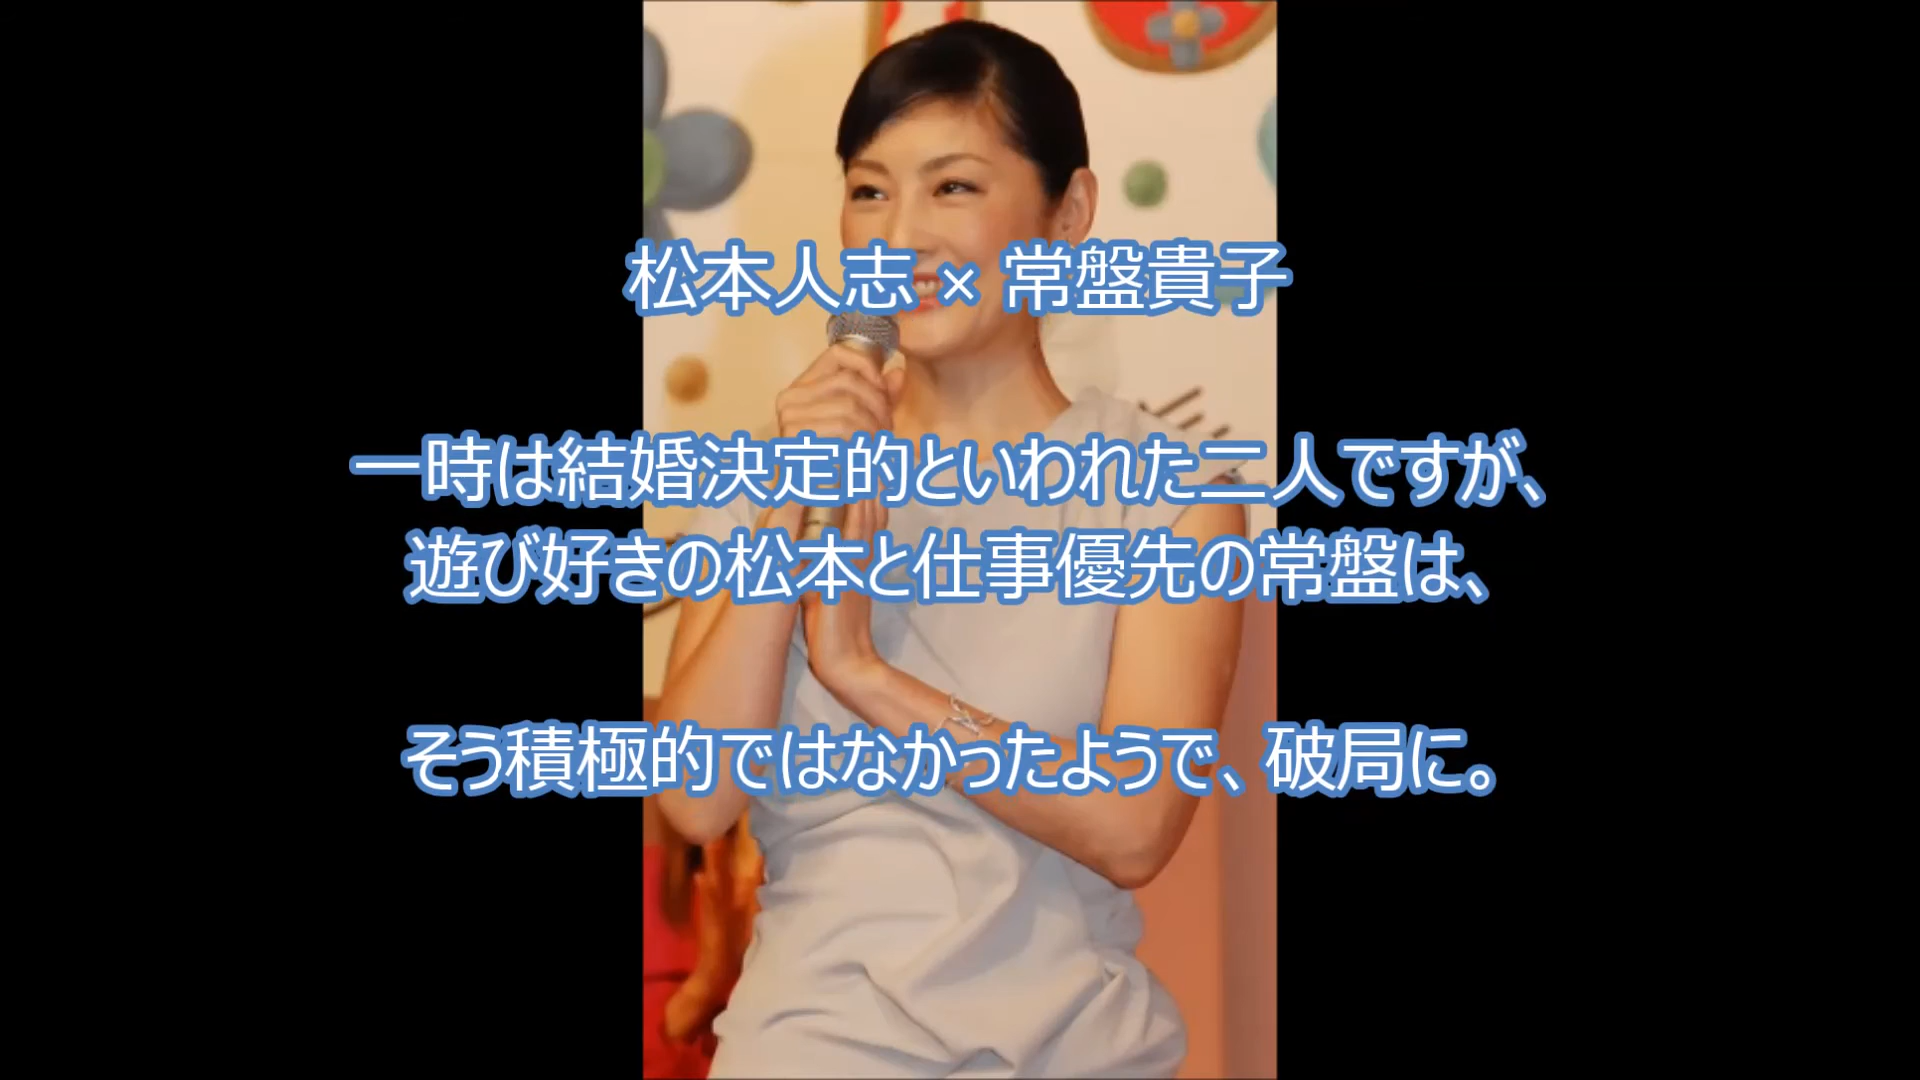 松本人志 × 常盤貴子
一時は結婚決定的といわれた二人ですが、
遊び好きの松本と仕事優先の常盤は、
そう積極的ではなかったようで、破局に。